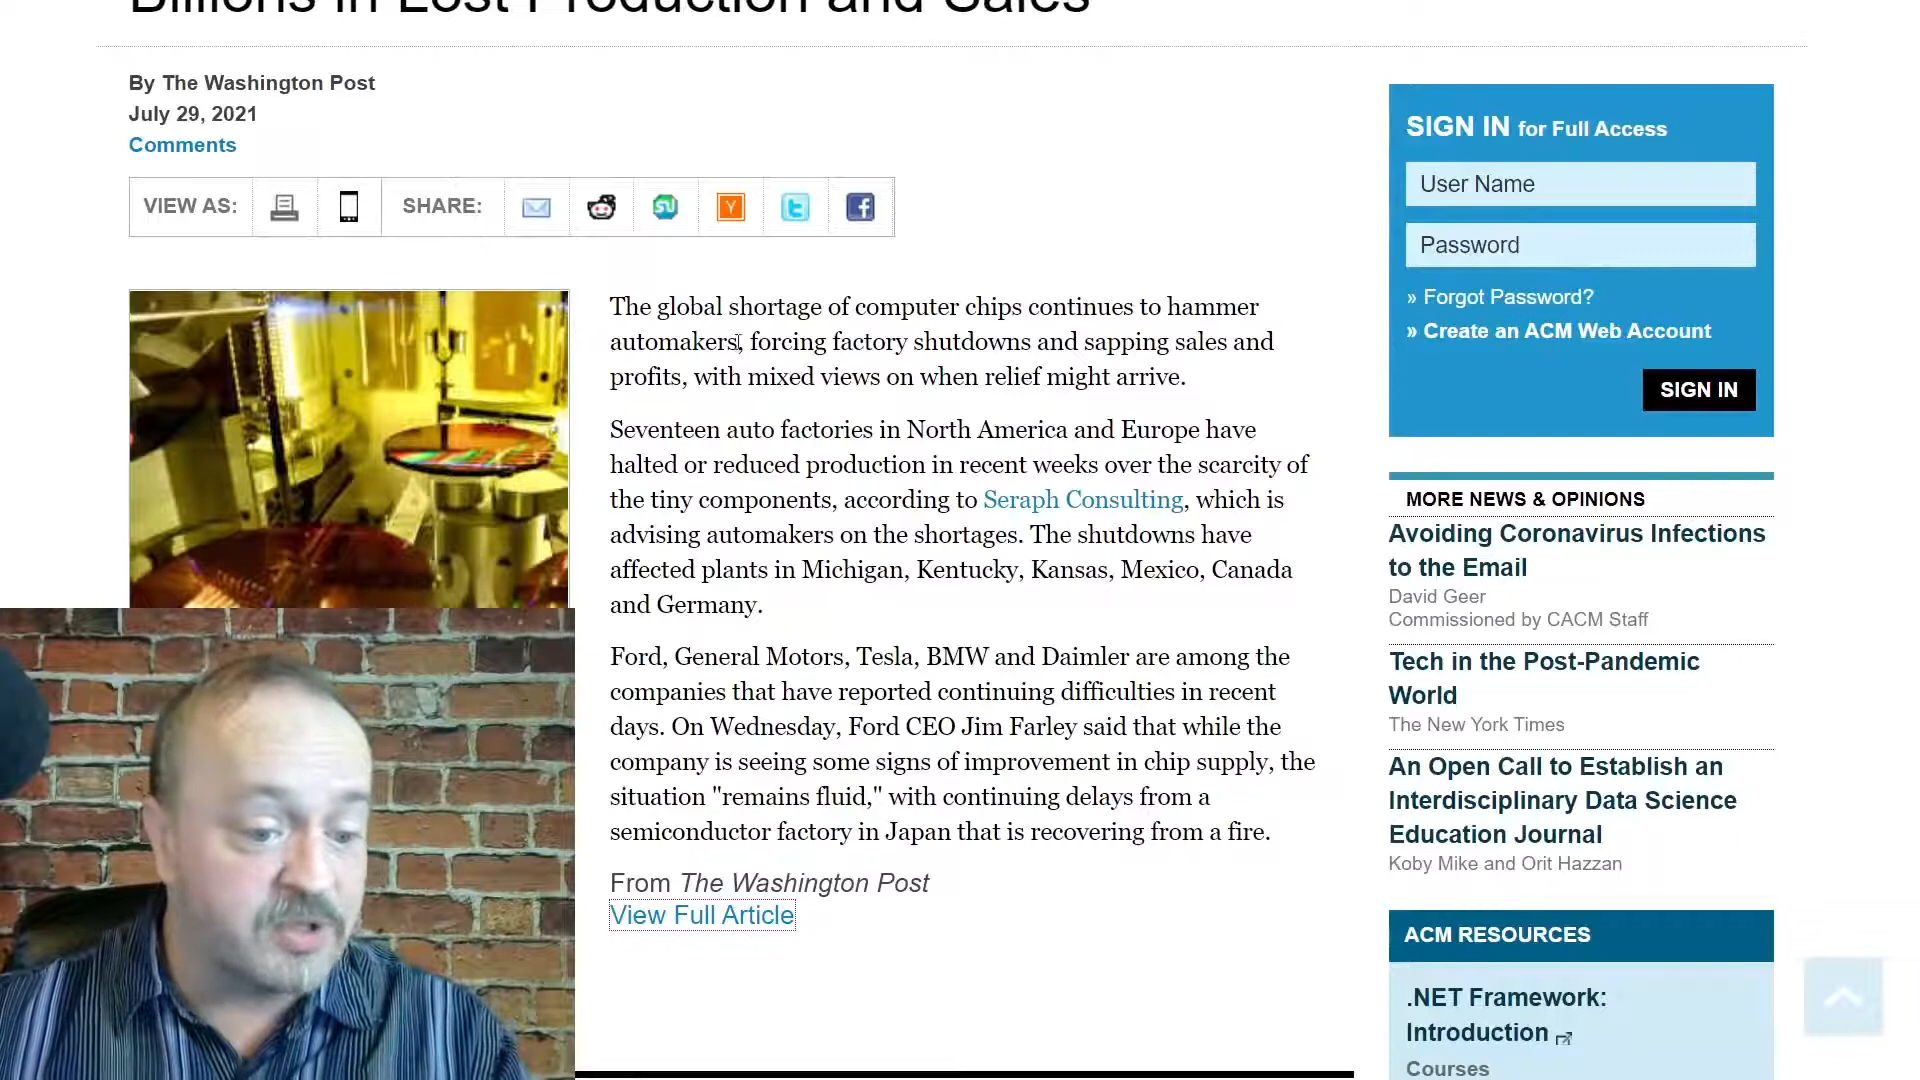 Billions in Lost Production and Sales
By The Washington Post
July 29, 2021
Comments
VIEW AS:
SHARE:
The global shortage of computer chips continues to hammer
automakers, forcing factory shutdowns and sapping sales and
profits, with mixed views on when relief might arrive.
Seventeen auto factories in North America and Europe have
halted or reduced production in recent weeks over the scarcity of
the tiny components, according to Seraph Consulting, which is
advising automakers on the shortages. The shutdowns have
affected plants in Michigan, Kentucky, Kansas, Mexico, Canada
and Germany.
Ford, General Motors, Tesla, BMW and Daimler are among the
companies that have reported continuing difficulties in recent
days. On Wednesday, Ford CEO Jim Farley said that while the
company is seeing some signs of improvement in chip supply, the
situation "remains fluid," with continuing delays from a
semiconductor factory in Japan that is recovering from a fire.
From The Washington Post
View Full Article
SIGN IN for Full Access
User Name
Password
» Forgot Password?
» Create an ACM Web Account
SIGN IN
MORE NEWS & OPINIONS
Avoiding Coronavirus Infections
to the Email
David Geer
Commissioned by CACM Staff
Tech in the Post-Pandemic
World
The New York Times
An Open Call to Establish an
Interdisciplinary Data Science
Education Journal
Koby Mike and Orit Hazzan
ACM RESOURCES
.NET Framework:
Introduction
Courses